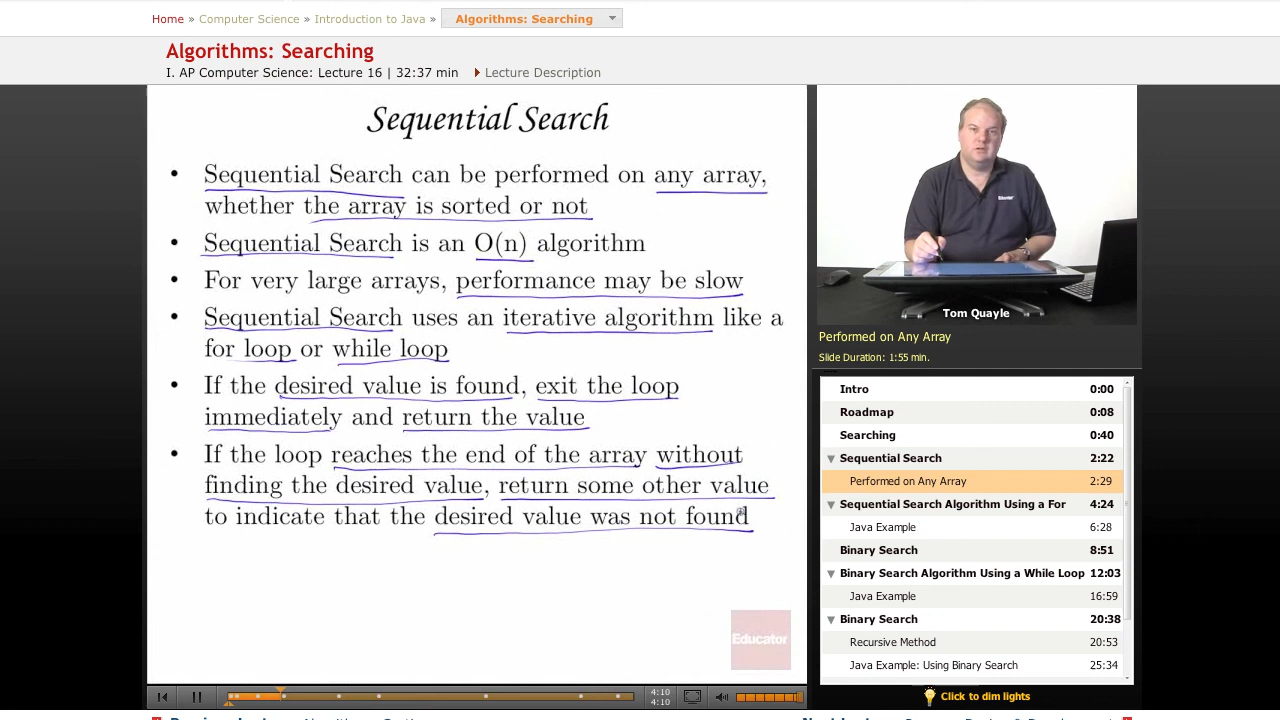 Home » Computer Science » Introduction to Java » Algorithms: Searching
Algorithms: Searching
I. AP Computer Science: Lecture 16 | 32:37 min Lecture Description
Sequential Search
• Sequential Search can be performed on any array,
whether the array is sorted or not
• Sequential Search is an O(n) algorithm
• For very large arrays, performance may be slow
• Sequential Search uses an iterative algorithm like a
for loop or while loop
• If the desired value is found, exit the loop
immediately and return the value
• If the loop reaches the end of the array without
finding the desired value, return some other value
to indicate that the desired value was not found
Educator
4:10
4:10
Tom Quayle
Performed on Any Array
Slide Duration: 1:55 min.
Intro 0:00
Roadmap 0:08
Searching 0:40
Sequential Search 2:22
Performed on Any Array 2:29
Sequential Search Algorithm Using a For 4:24
Java Example 6:28
Binary Search 8:51
Binary Search Algorithm Using a While Loop 12:03
Java Example 16:59
Binary Search 20:38
Recursive Method 20:53
Java Example: Using Binary Search 25:34
Click to dim lights